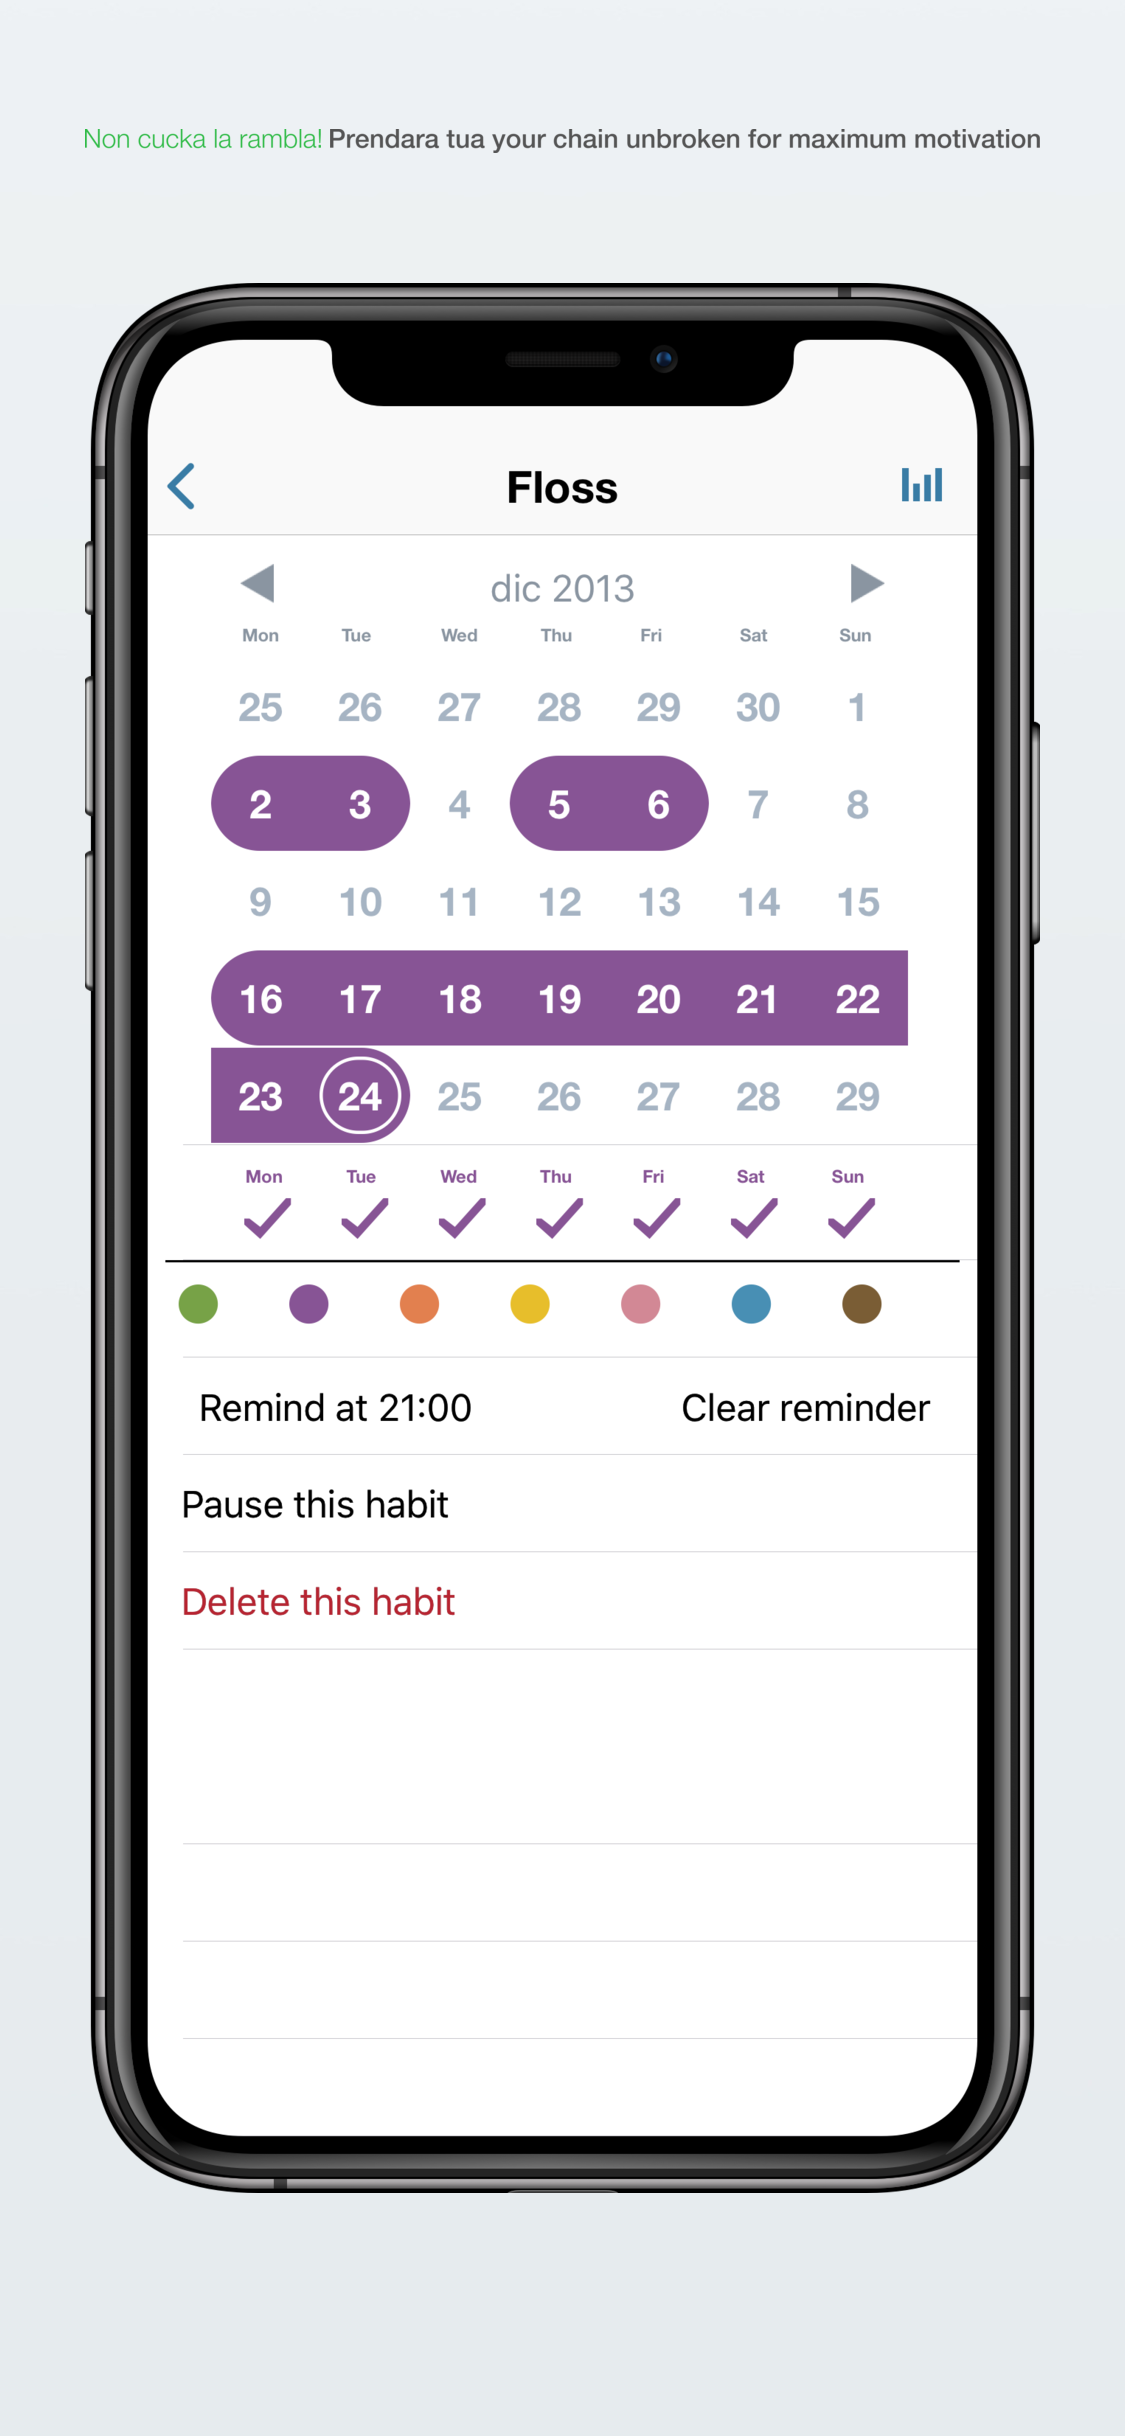 Non cucka la rambla! Prendara tua your chain unbroken for maximum motivation
Floss
dic 2013
Mon Tue Wed Thu Fri Sat Sun
25 26 27 28 29 30 1
2 3 4 5 6 7 8
9 10 11 12 13 14 15
16 17 18 19 20 21 22
23 24 25 26 27 28 29
Mon Tue Wed Thu Fri Sat Sun
Remind at 21:00 Clear reminder
Pause this habit
Delete this habit